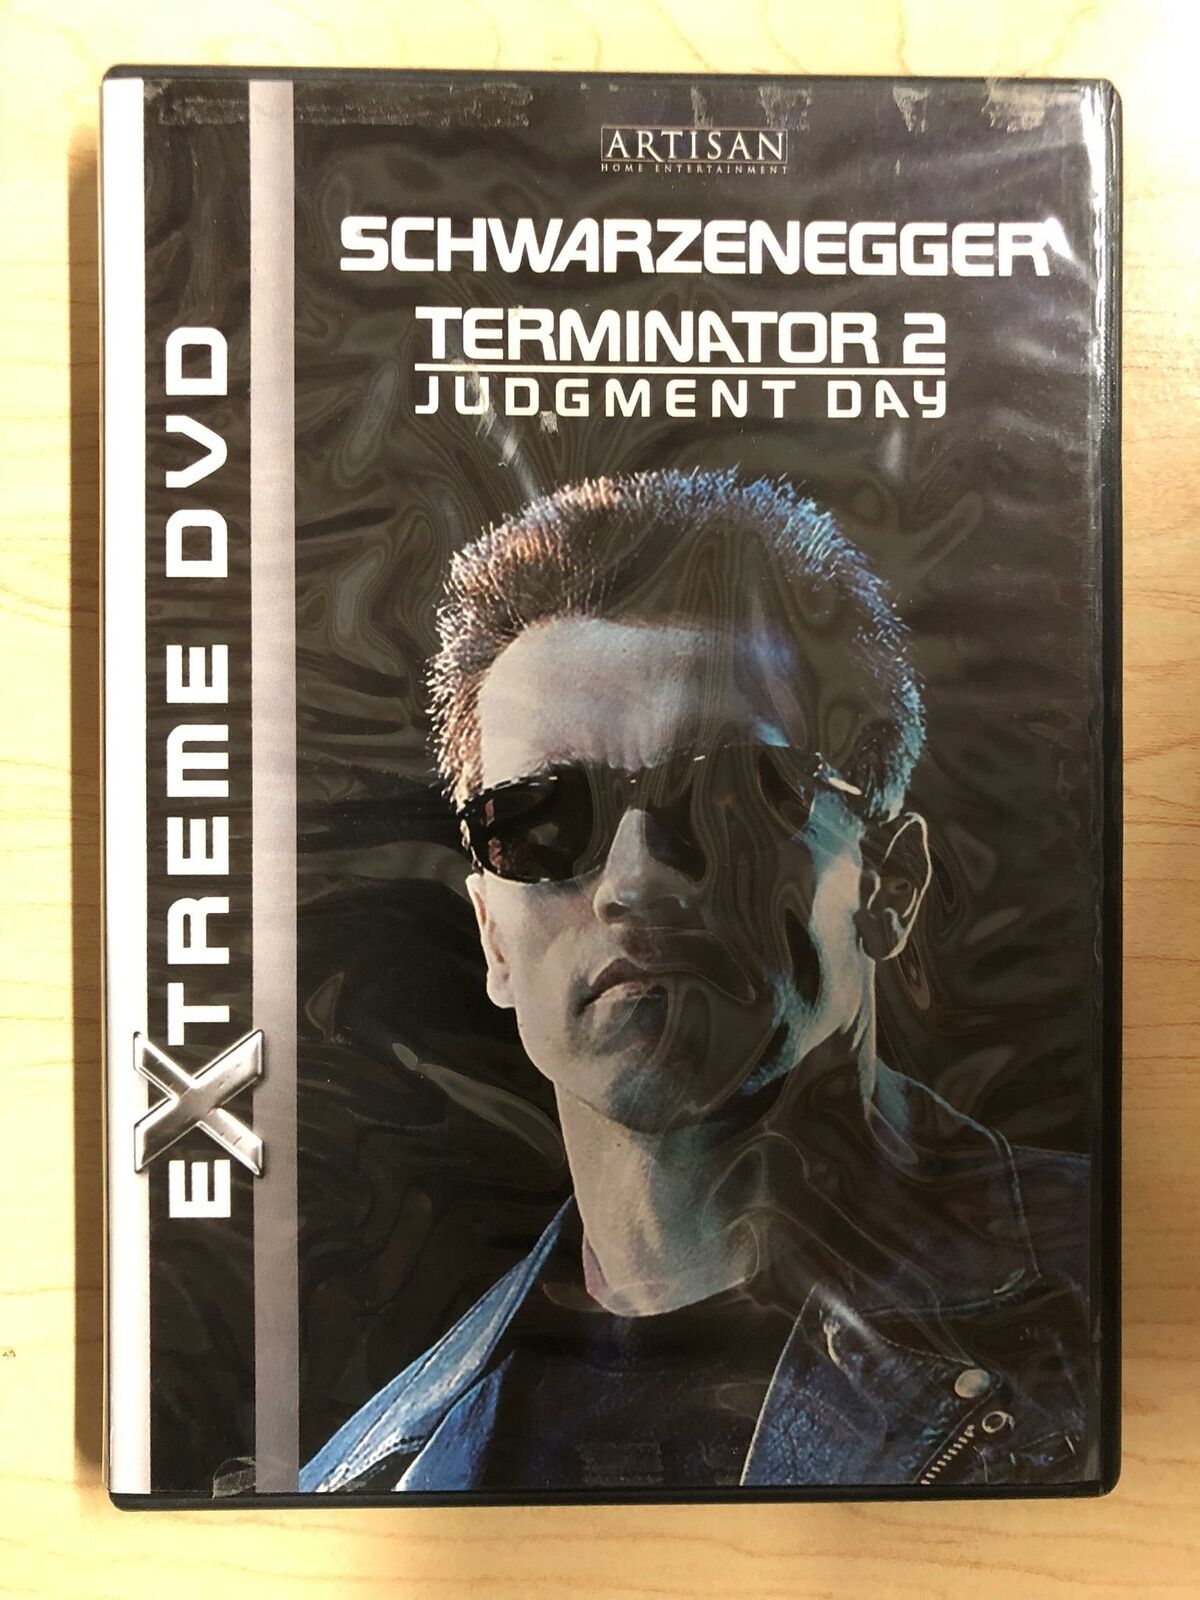 ARTISAN
HOME ENTERTAINMENT
SCHWARZENEGGER
TERMINATOR 2
JUDGMENT DAY
EXTREME DVD